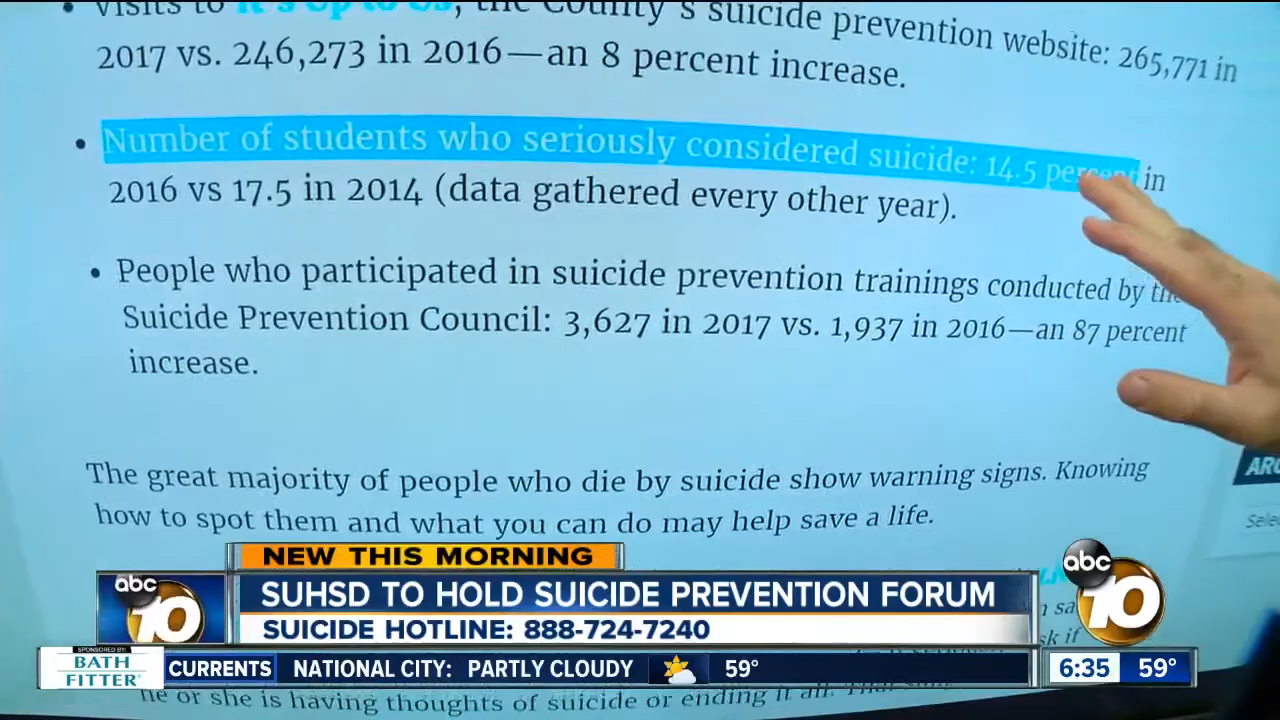 Visits to It's Up to Us, the County's suicide prevention website: 265,771 in
2017 vs. 246,273 in 2016—an 8 percent increase.
• Number of students who seriously considered suicide: 14.5 percent in
2016 vs 17.5 in 2014 (data gathered every other year).
• People who participated in suicide prevention trainings conducted by the
Suicide Prevention Council: 3,627 in 2017 vs. 1,937 in 2016—an 87 percent
increase.
The great majority of people who die by suicide show warning signs. Knowing
how to spot them and what you can do may help save a life.
ARC
Sele
NEW THIS MORNING
abc 10
SUHSD TO HOLD SUICIDE PREVENTION FORUM
SUICIDE HOTLINE: 888-724-7240
abc 10
sk if
SPONSORED BY:
BATH
FITTER
CURRENTS
NATIONAL CITY: PARTLY CLOUDY 59°
6:35 59°
he or she is having thoughts of suicide or ending it all.